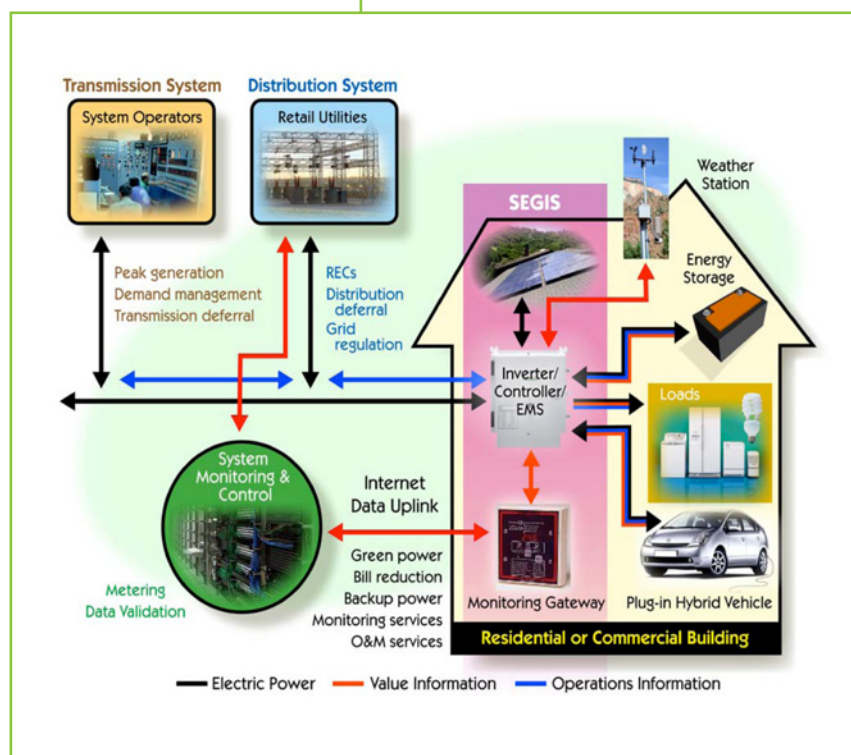 Transmission System
Distribution System
System Operators
Retail Utilities
Weather
Station
SEGIS
Energy
Storage
Peak generation
Demand management
Transmission deferral
RECs
Distribution
deferral
Grid
regulation
Inverter/
Controller/
EMS
Loads
System
Monitoring &
Control
Internet
Data Uplink
Green power
Bill reduction
Backup power
Monitoring services
O&M services
Metering
Data Validation
Monitoring Gateway
Plug-in Hybrid Vehicle
Residential or Commercial Building
Electric Power
Value Information
Operations Information